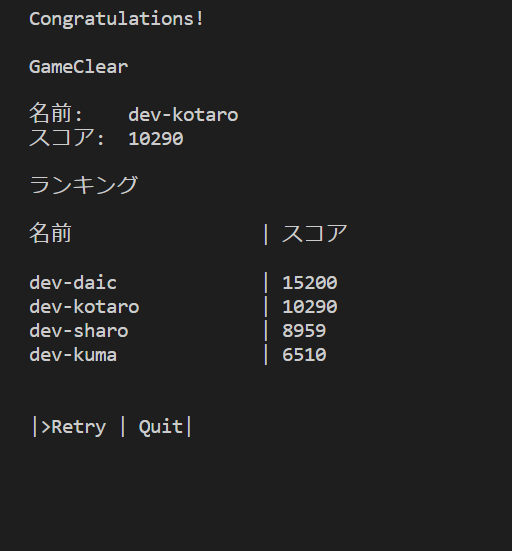 Congratulations!
GameClear
名前: dev-kotaro
スコア: 10290
ランキング
名前 | スコア
dev-daic | 15200
dev-kotaro | 10290
dev-sharo | 8959
dev-kuma | 6510
|>Retry | Quit|